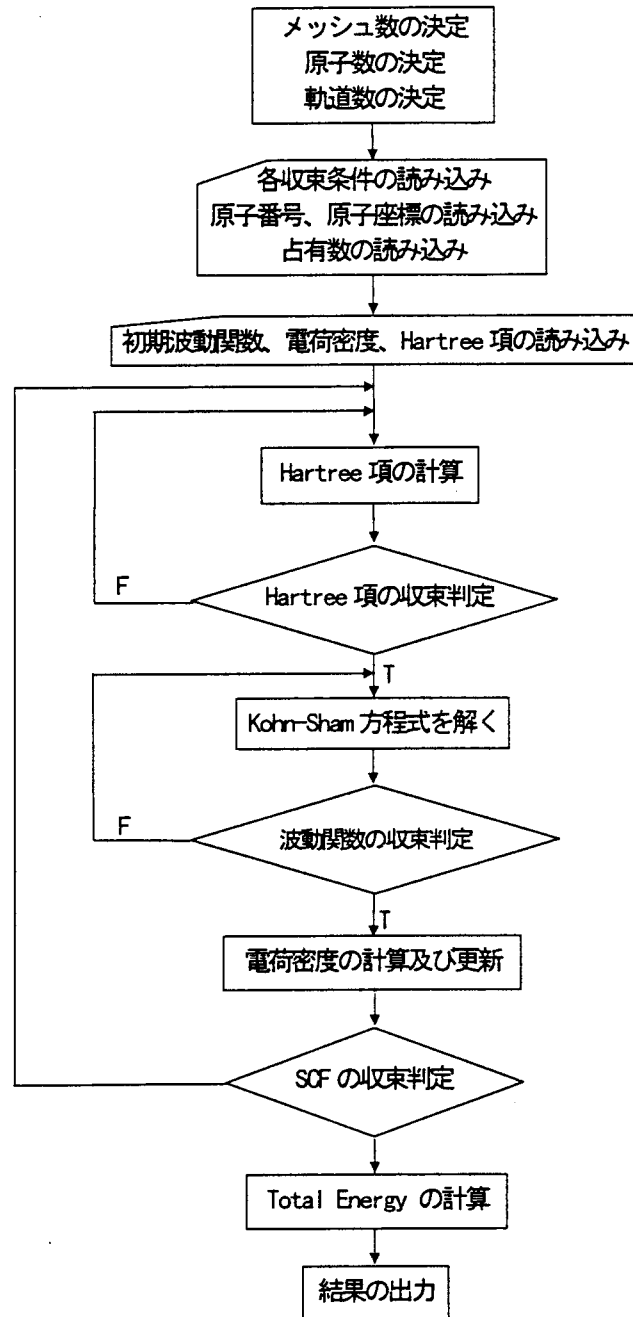 メッシュ数の決定
原子数の決定
軌道数の決定
各収束条件の読み込み
原子番号、原子座標の読み込み
占有数の読み込み
初期波動関数、電荷密度、Hartree 項の読み込み
Hartree 項の計算
Hartree 項の収束判定
F
T
Kohn-Sham 方程式を解く
波動関数の収束判定
F
T
電荷密度の計算及び更新
SCF の収束判定
Total Energy の計算
結果の出力